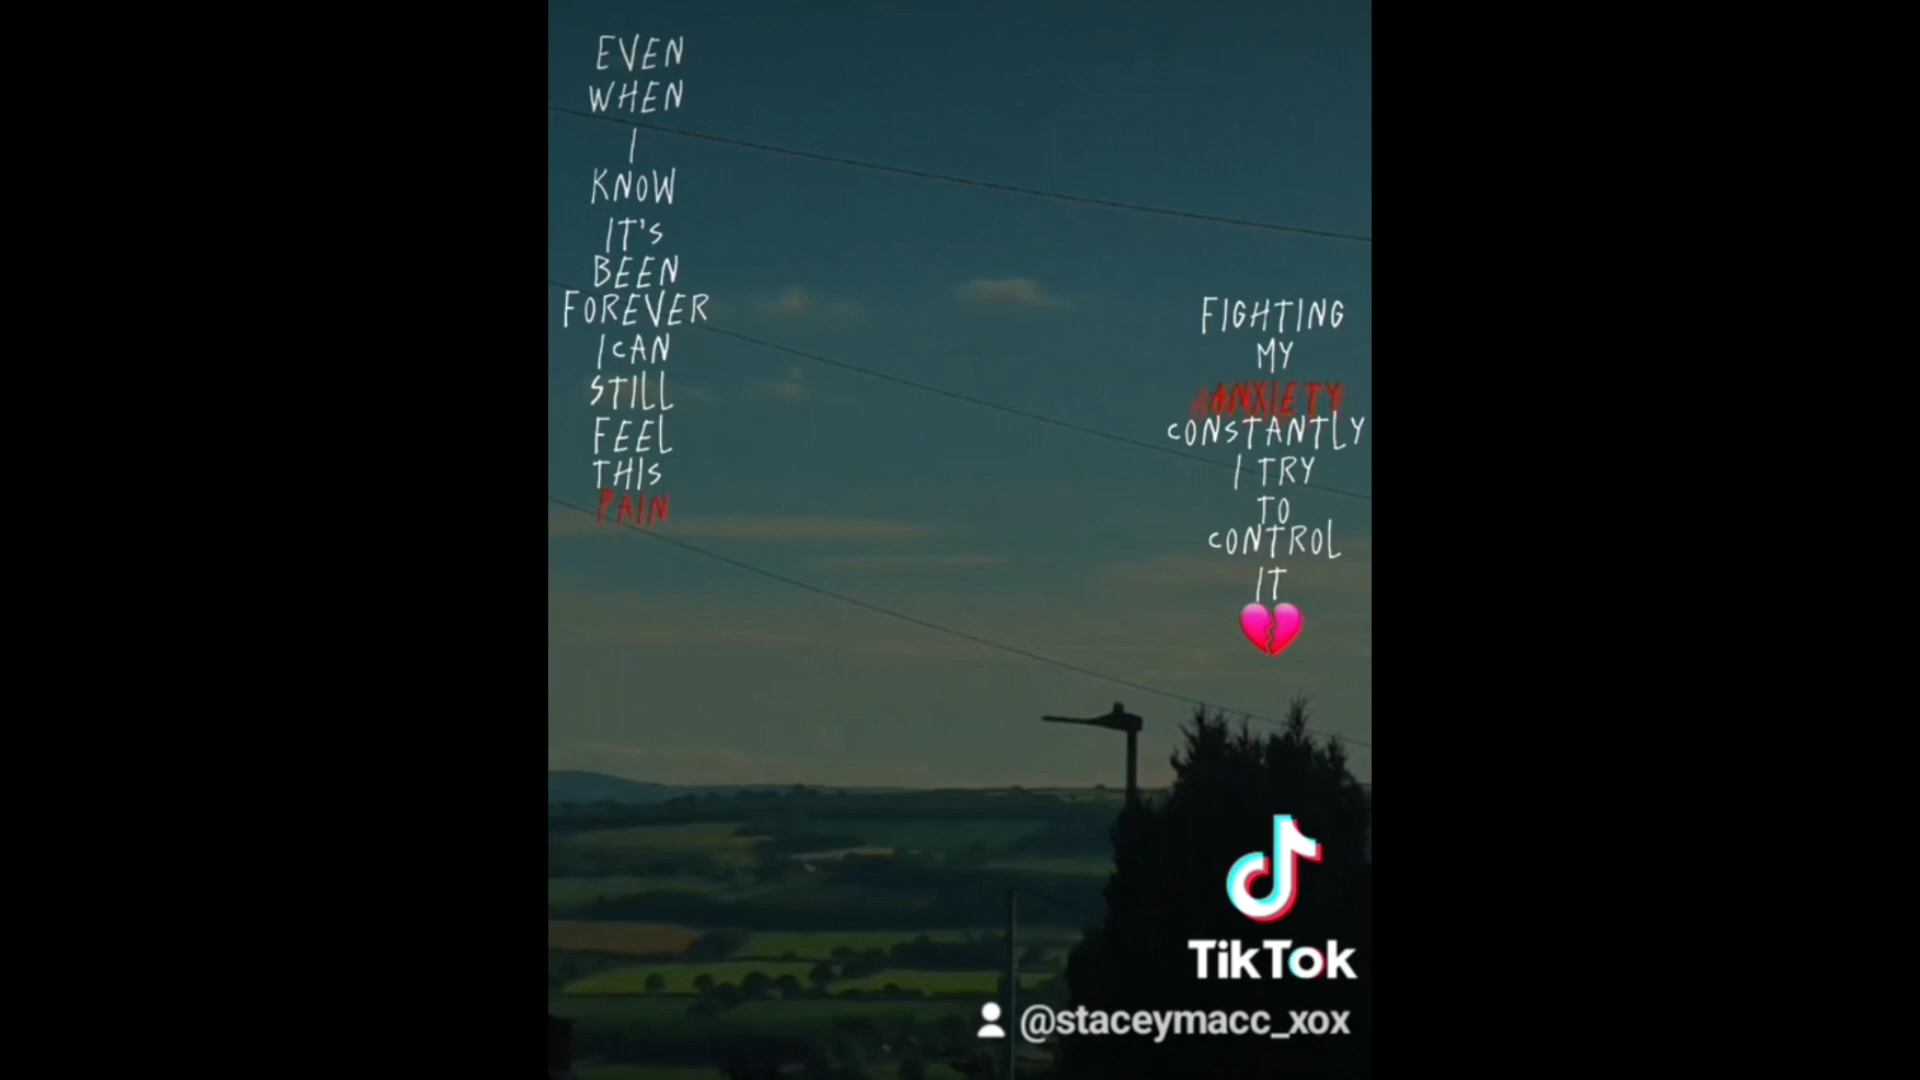 EVEN
WHEN
I
KNOW
IT'S
BEEN
FOREVER
I CAN
STILL
FEEL
THIS
PAIN
FIGHTING
MY
ANXIETY
CONSTANTLY
I TRY
TO
CONTROL
IT
TikTok
@staceymacc_xox